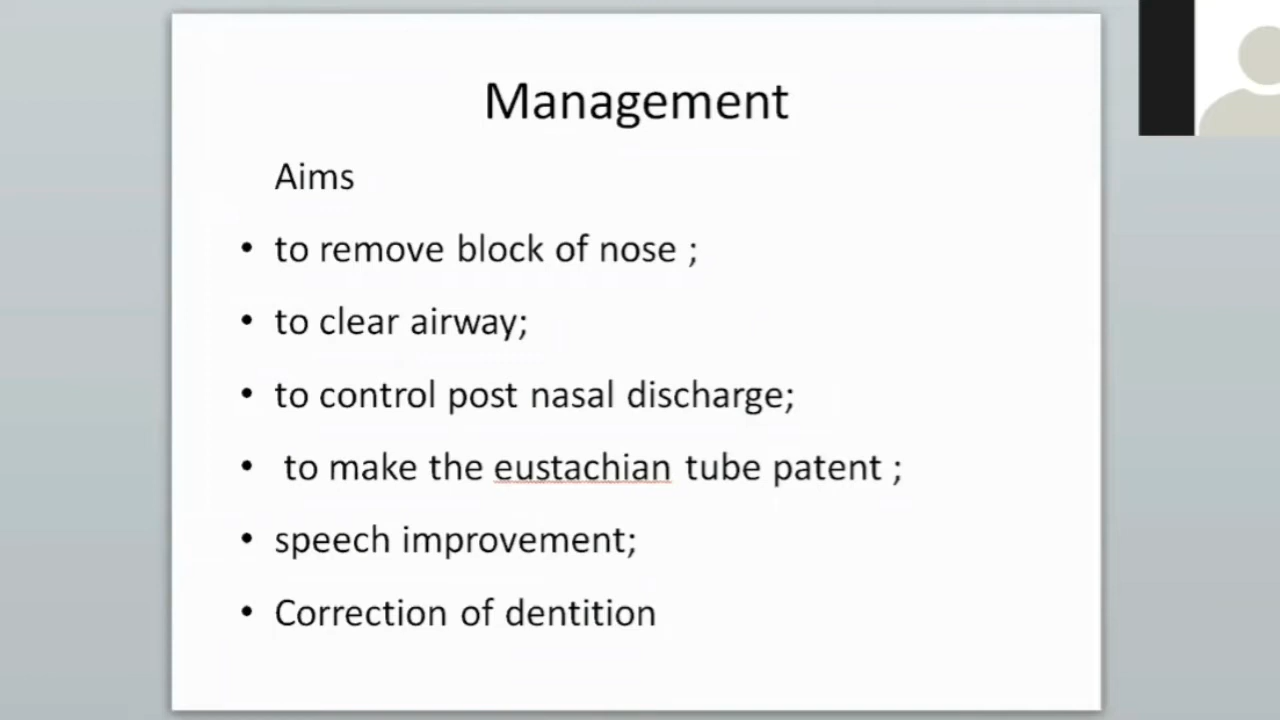 Management
Aims
• to remove block of nose ;
• to clear airway;
• to control post nasal discharge;
• to make the eustachian tube patent ;
• speech improvement;
• Correction of dentition